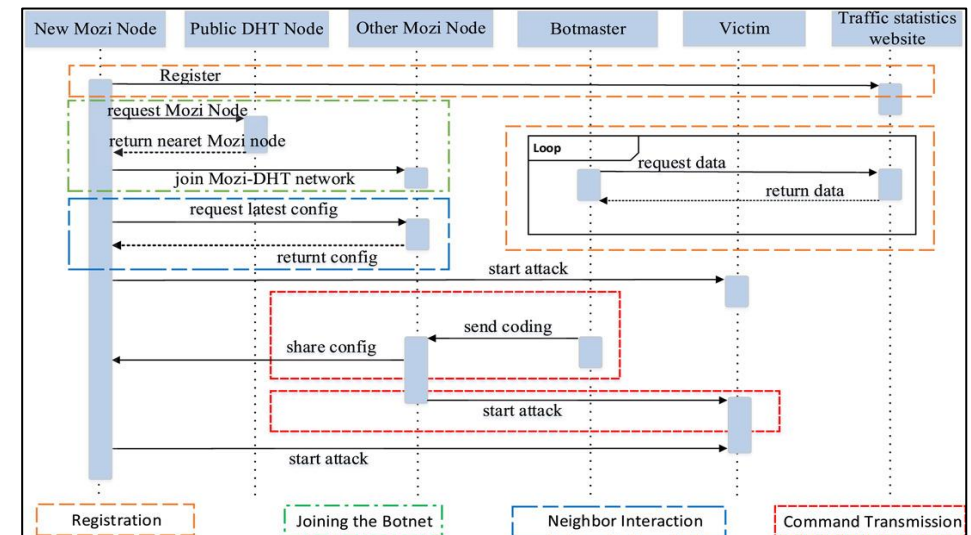 New Mozi Node
Public DHT Node
Other Mozi Node
Botmaster
Victim
Traffic statistics
website
Register
request Mozi Node
return nearet Mozi node
join Mozi-DHT network
Loop
request data
return data
request latest config
returnt config
start attack
send coding
share config
start attack
start attack
Registration
Joining the Botnet
Neighbor Interaction
Command Transmission